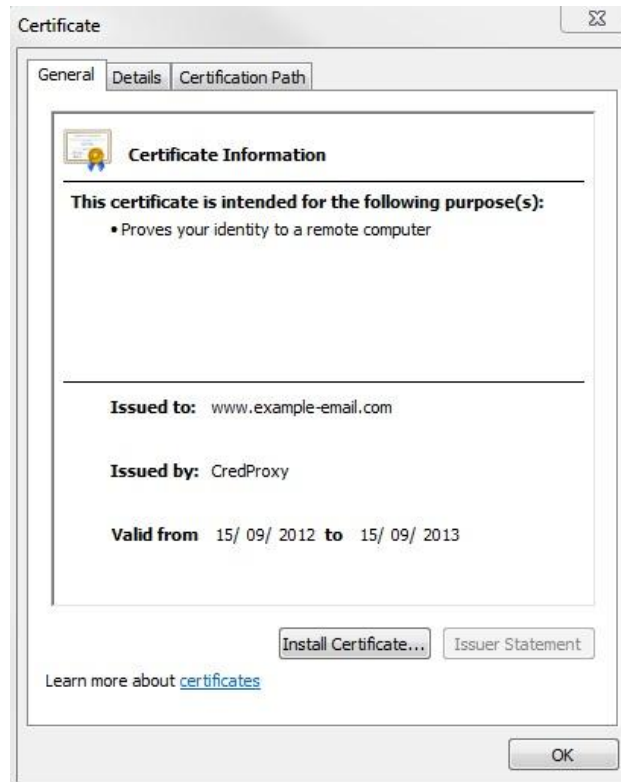 Certificate
General Details Certification Path
Certificate Information
This certificate is intended for the following purpose(s):
• Proves your identity to a remote computer
Issued to: www.example-email.com
Issued by: CredProxy
Valid from 15/ 09/ 2012 to 15/ 09/ 2013
Install Certificate... Issuer Statement
Learn more about certificates
OK